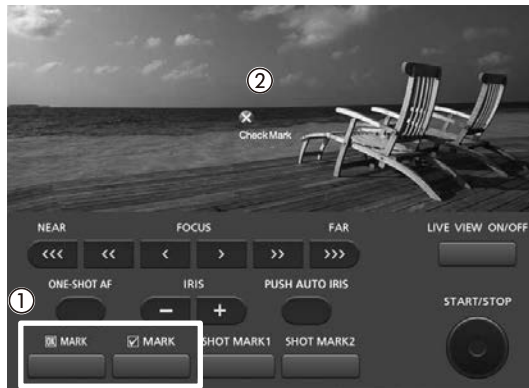 ②
Check Mark
NEAR FOCUS FAR LIVE VIEW ON/OFF
‹‹‹ ‹‹ ‹ › ›› ›››
ONE-SHOT AF IRIS PUSH AUTO IRIS
− +
START/STOP
①
OK MARK ☑ MARK SHOT MARK1 SHOT MARK2